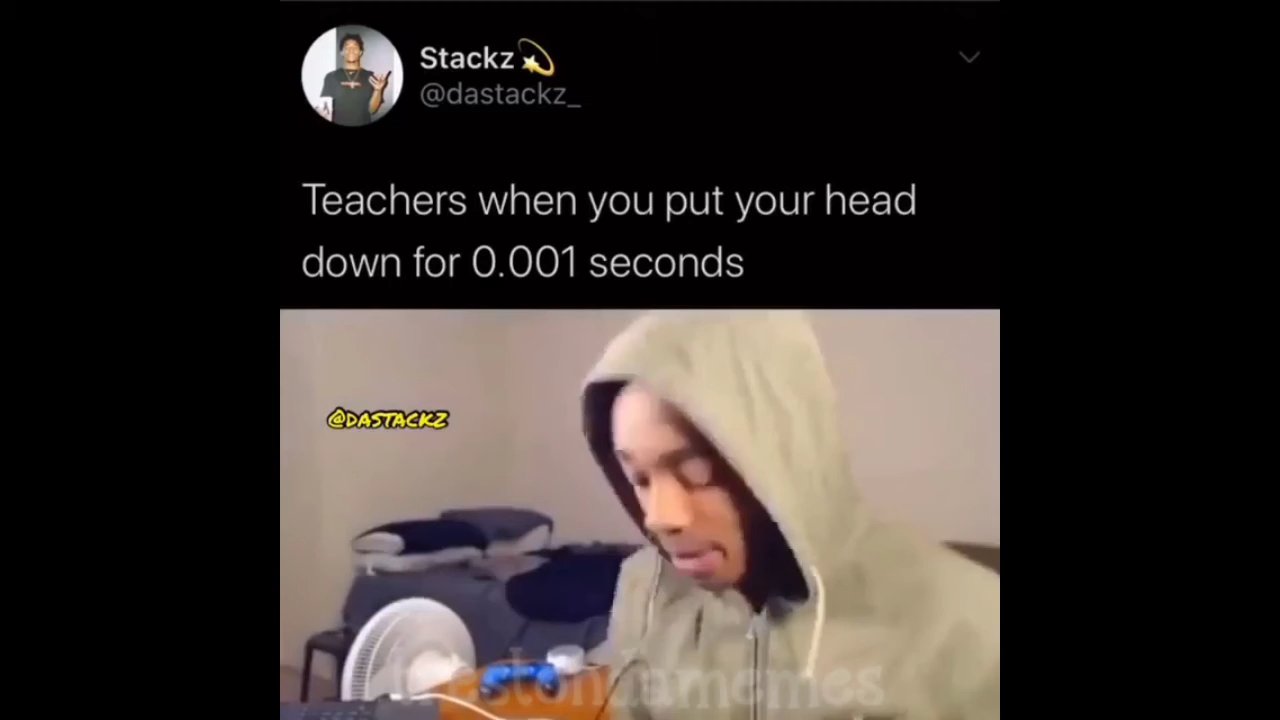 Stackz
@dastackz_
Teachers when you put your head
down for 0.001 seconds
@DASTACKZ